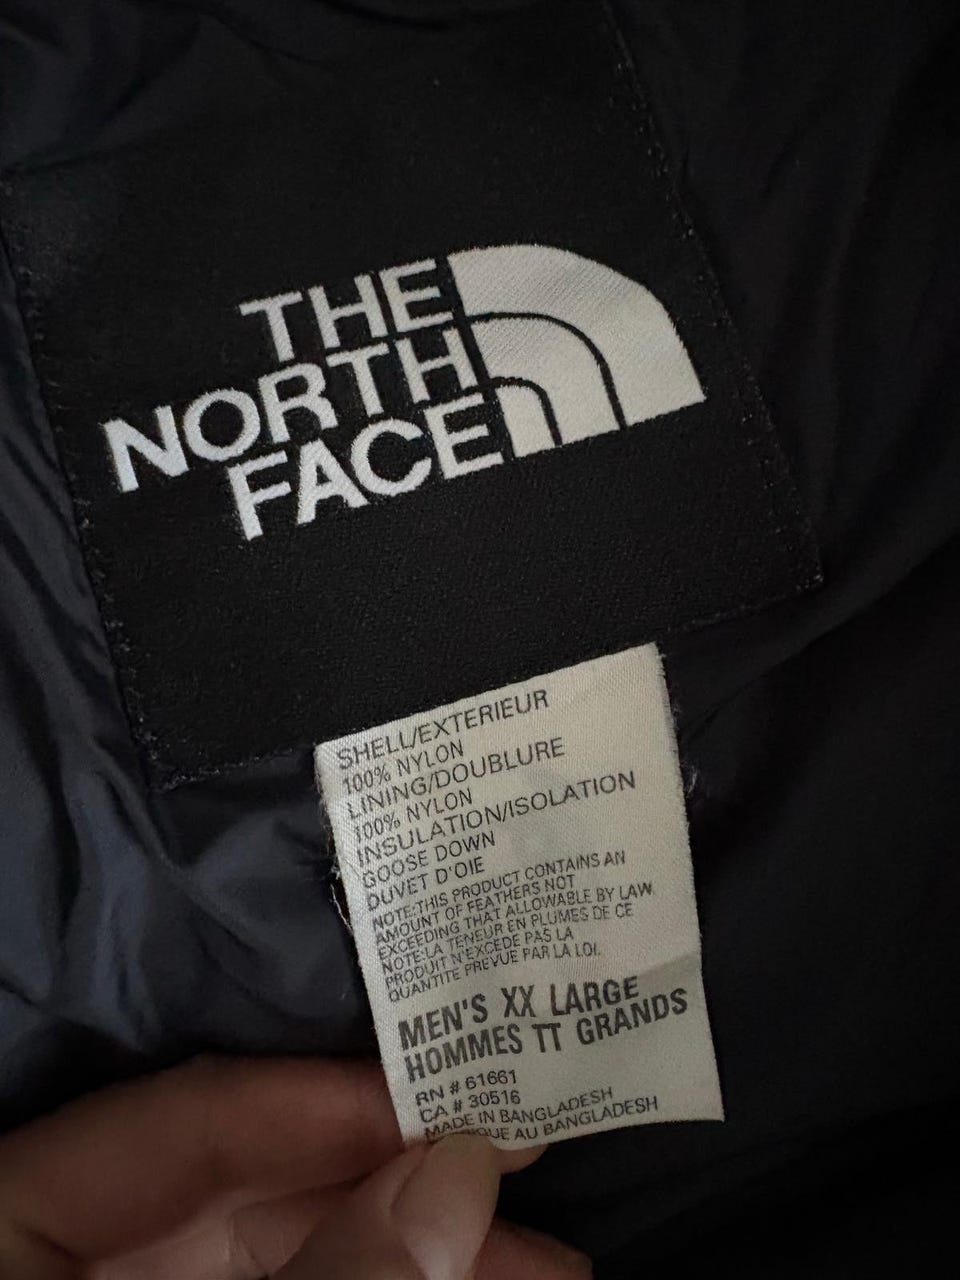 THE
NORTH
FACE
SHELL/EXTERIEUR
100% NYLON
LINING/DOUBLURE
100% NYLON
INSULATION/ISOLATION
GOOSE DOWN
DUVET D'OIE
NOTE:THIS PRODUCT CONTAINS AN
AMOUNT OF FEATHERS NOT
EXCEEDING THAT ALLOWABLE BY LAW
NOTE:LA TENEUR EN PLUMES DE CE
PRODUIT N'EXCEDE PAS LA
QUANTITE PREVUE PAR LA LOI.
MEN'S XX LARGE
HOMMES TT GRANDS
RN # 61661
CA # 30516
MADE IN BANGLADESH
AU BANGLADESH